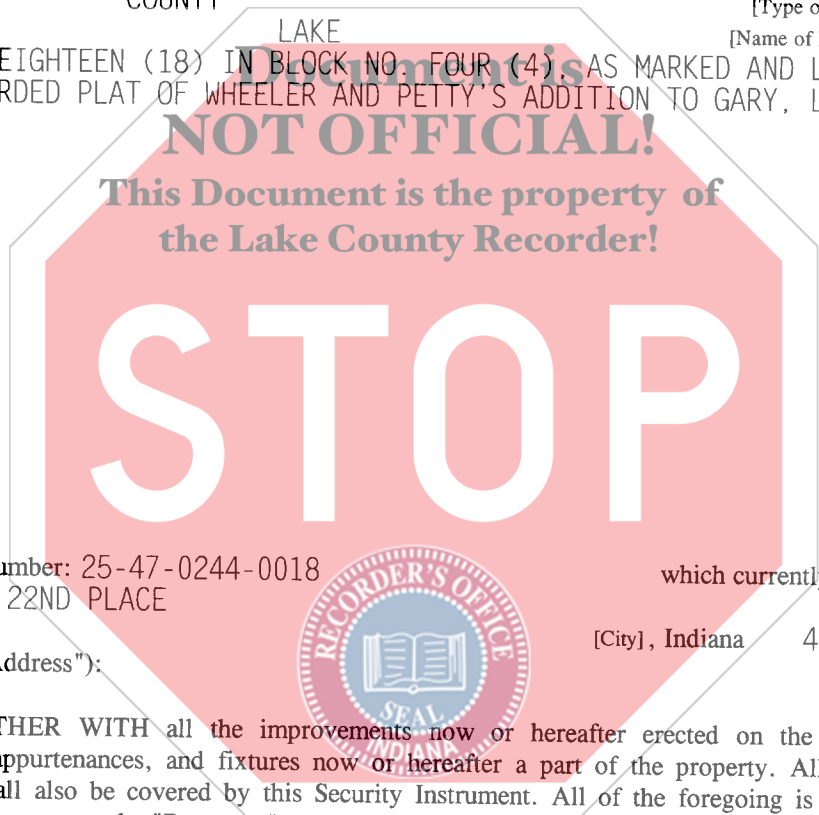 COUNTY
[Type o
LAKE
[Name of
EIGHTEEN (18) IN BLOCK NO. FOUR (4), AS MARKED AND L
RDED PLAT OF WHEELER AND PETTY'S ADDITION TO GARY, L
Document is
NOT OFFICIAL!
This Document is the property of
the Lake County Recorder!
STOP
umber: 25-47-0244-0018
which currently
22ND PLACE
[City], Indiana 4
ddress"):
RECORDER'S OFFICE
SEAL
INDIANA
THER WITH all the improvements now or hereafter erected on the
appurtenances, and fixtures now or hereafter a part of the property. All
all also be covered by this Security Instrument. All of the foregoing is